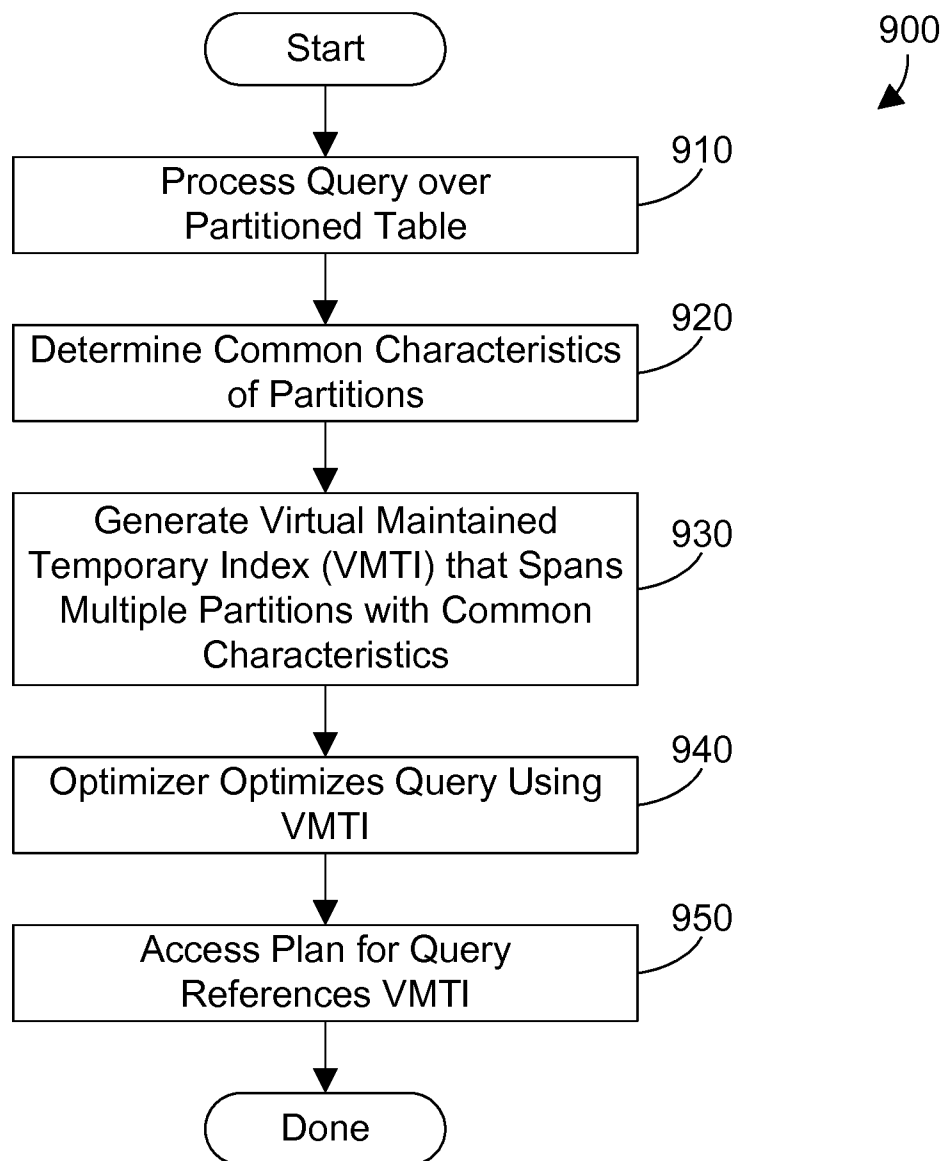 Start
900
910
Process Query over
Partitioned Table
920
Determine Common Characteristics
of Partitions
Generate Virtual Maintained
930
Temporary Index (VMTI) that Spans
Multiple Partitions with Common
Characteristics
940
Optimizer Optimizes Query Using
VMTI
950
Access Plan for Query
References VMTI
Done